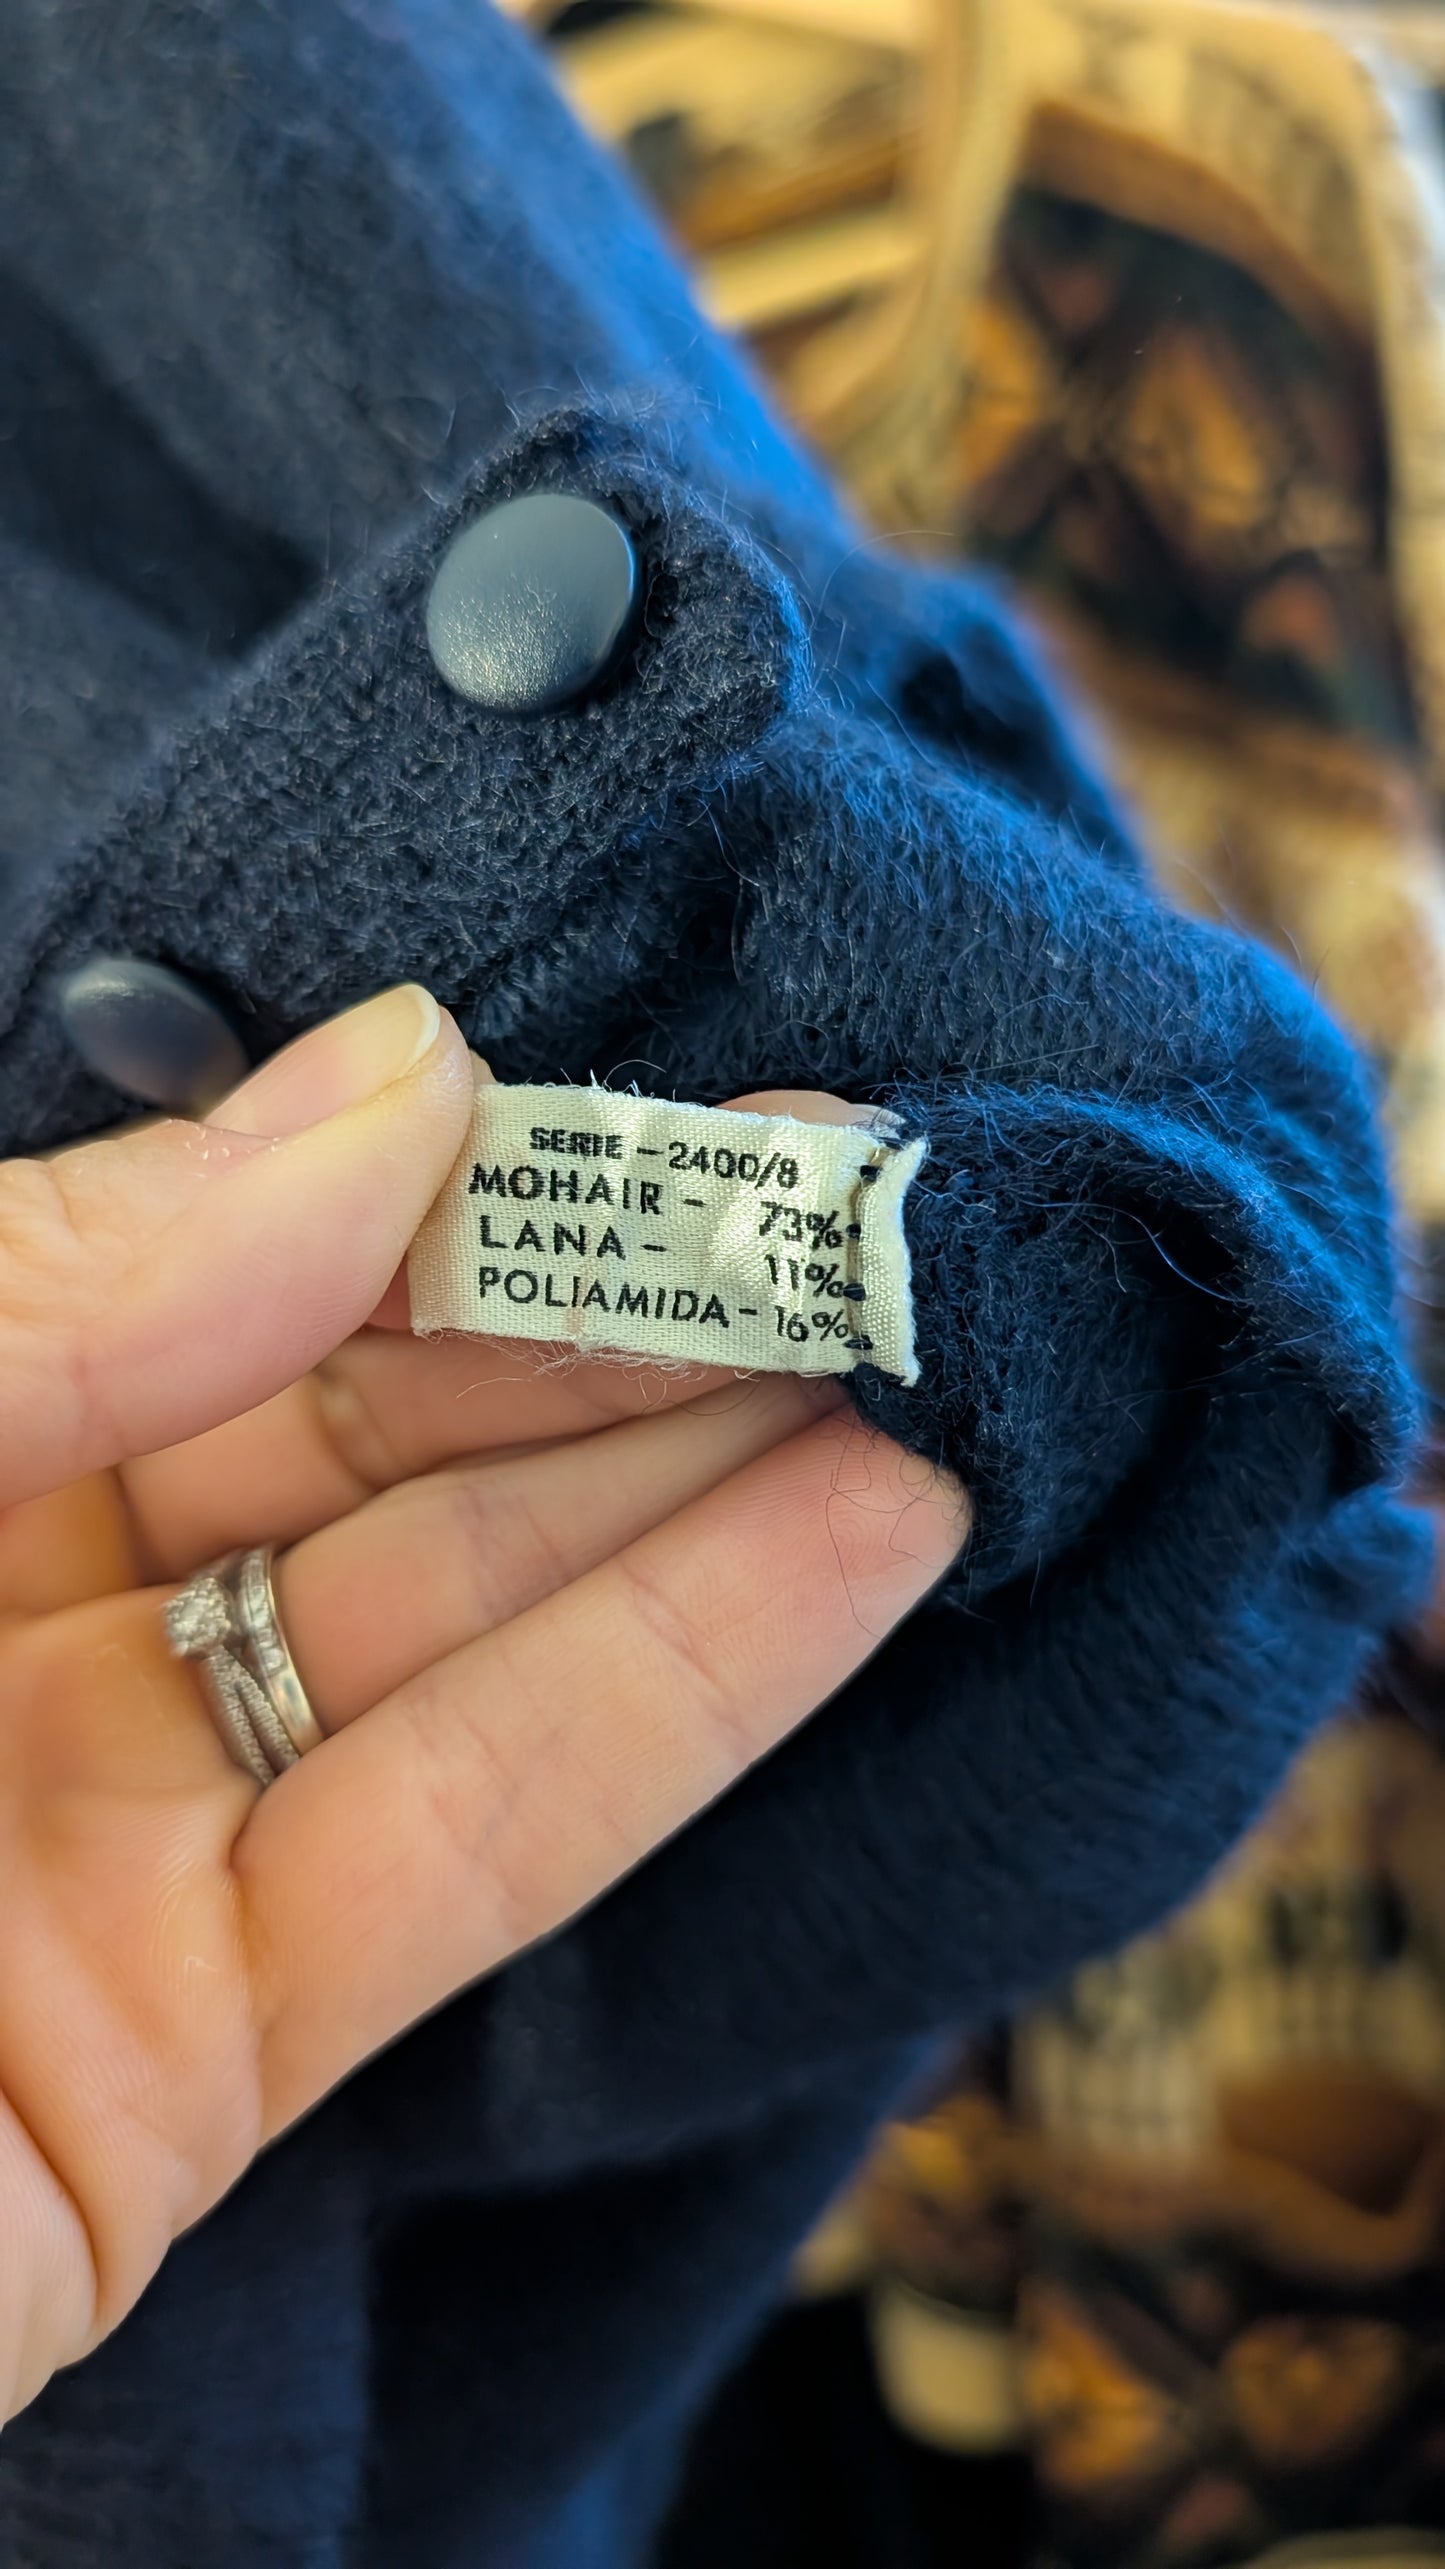 SERIE - 2400/8
MOHAIR - 73%
LANA - 11%
POLIAMIDA - 16%